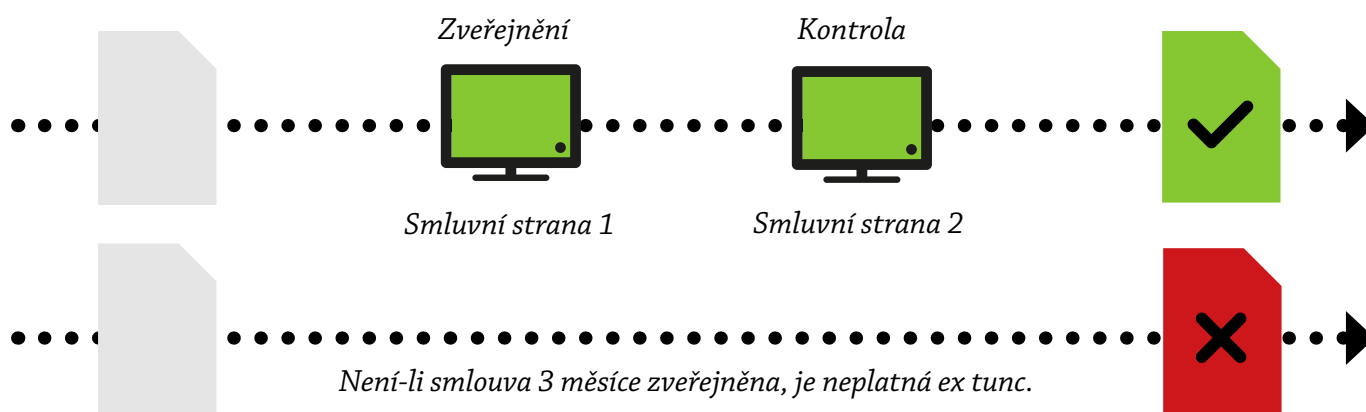 Zveřejnění
Kontrola
Smluvní strana 1
Smluvní strana 2
Není-li smlouva 3 měsíce zveřejněna, je neplatná ex tunc.